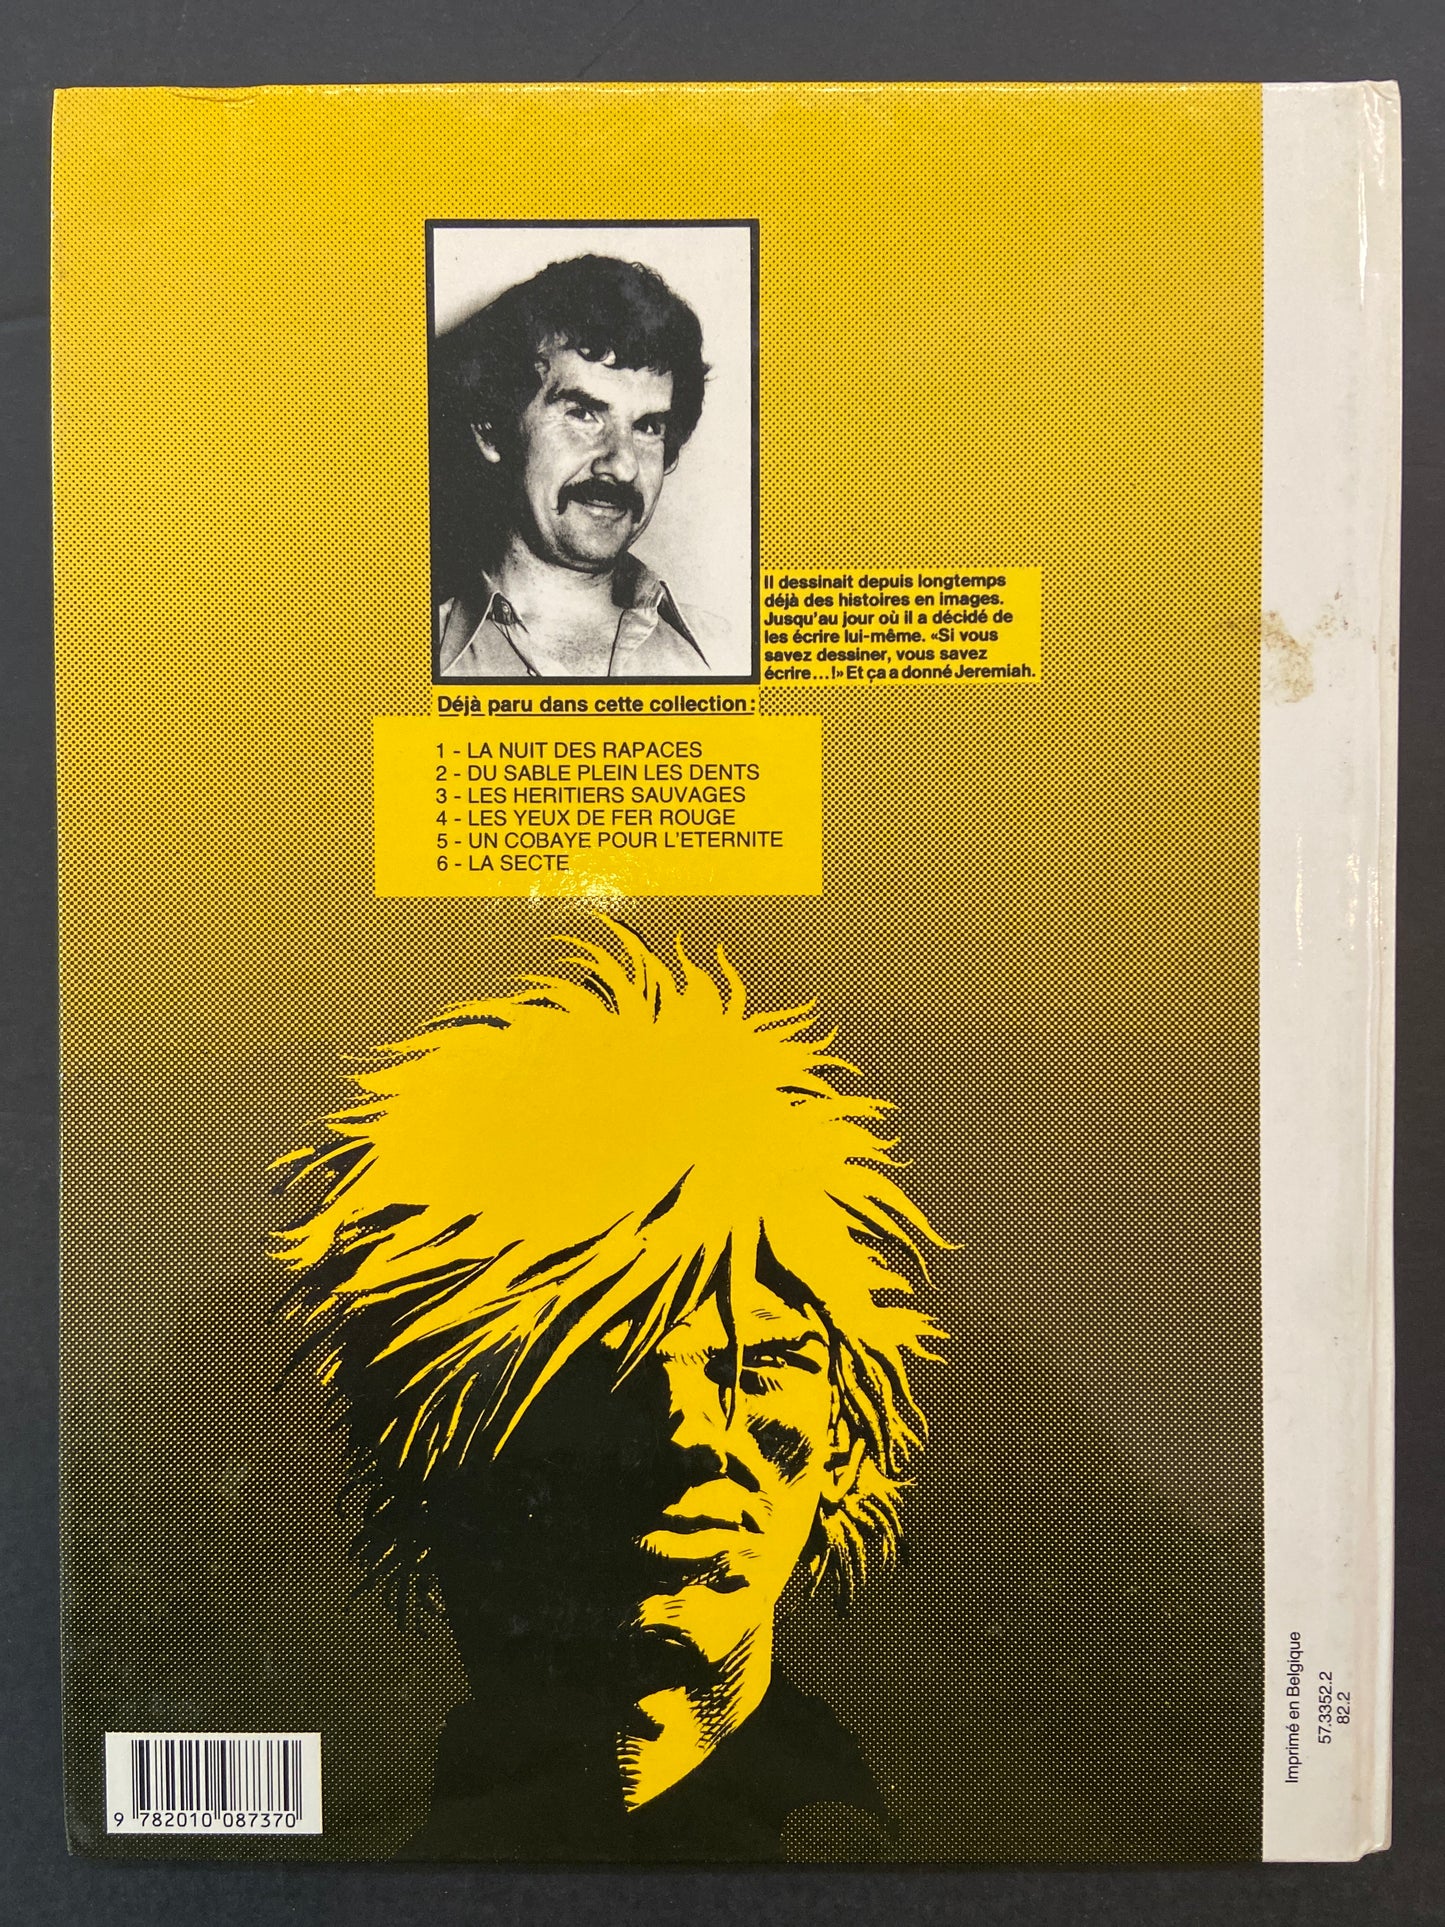 Il dessinait depuis longtemps
déjà des histoires en images.
Jusqu'au jour où il a décidé de
les écrire lui-même. «Si vous
savez dessiner, vous savez
écrire...!» Et ça a donné Jeremiah.
Déjà paru dans cette collection:
1 - LA NUIT DES RAPACES
2 - DU SABLE PLEIN LES DENTS
3 - LES HERITIERS SAUVAGES
4 - LES YEUX DE FER ROUGE
5 - UN COBAYE POUR L'ETERNITE
6 - LA SECTE
9 782010 087370
Imprimé en Belgique
57.3352.2
82.2